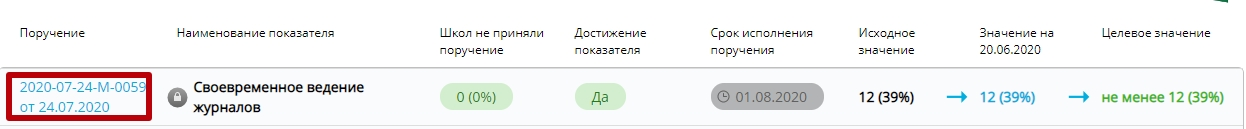 Поручение
Наименование показателя
Школ не приняли
поручение
Достижение
показателя
Срок исполнения
поручения
Исходное
значение
Значение на
20.06.2020
Целевое значение
2020-07-24-М-0059
от 24.07.2020
Своевременное ведение
журналов
0 (0%)
Да
01.08.2020
12 (39%)
12 (39%)
не менее 12 (39%)